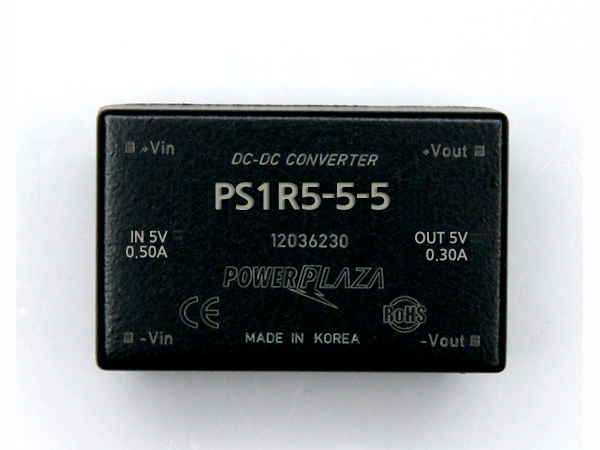 +Vin
+Vout
DC-DC CONVERTER
PS1R5-5-5
IN 5V
0.50A
OUT 5V
0.30A
12036230
POWERPLAZA
CE
RoHS
-Vin
-Vout
MADE IN KOREA